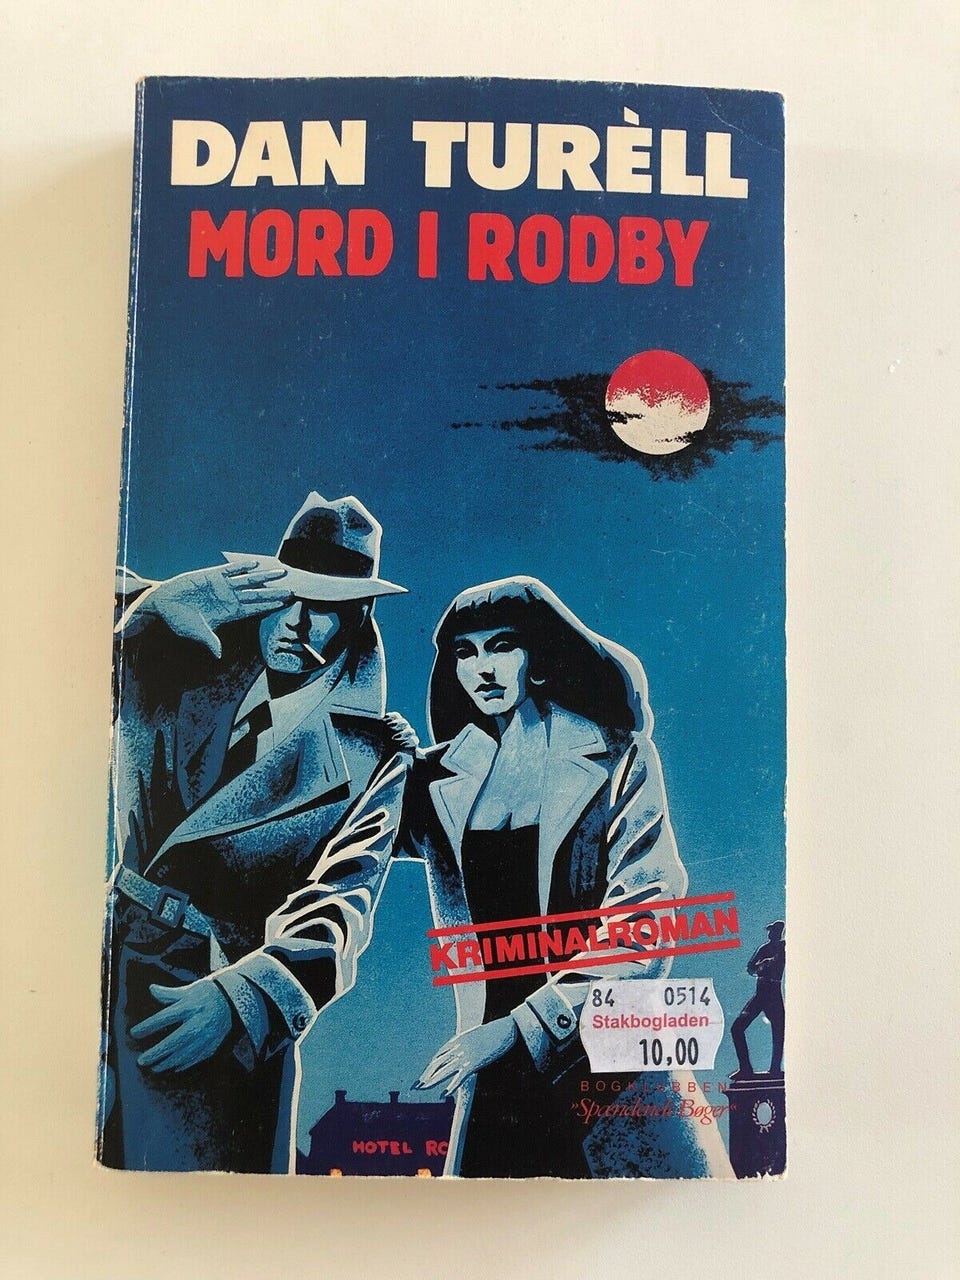 DAN TURÈLL
MORD I RODBY
KRIMINALROMAN
84 0514
Stakbogladen
10,00
BOGKLUBBEN
»Spændende Bøger«
HOTEL RO